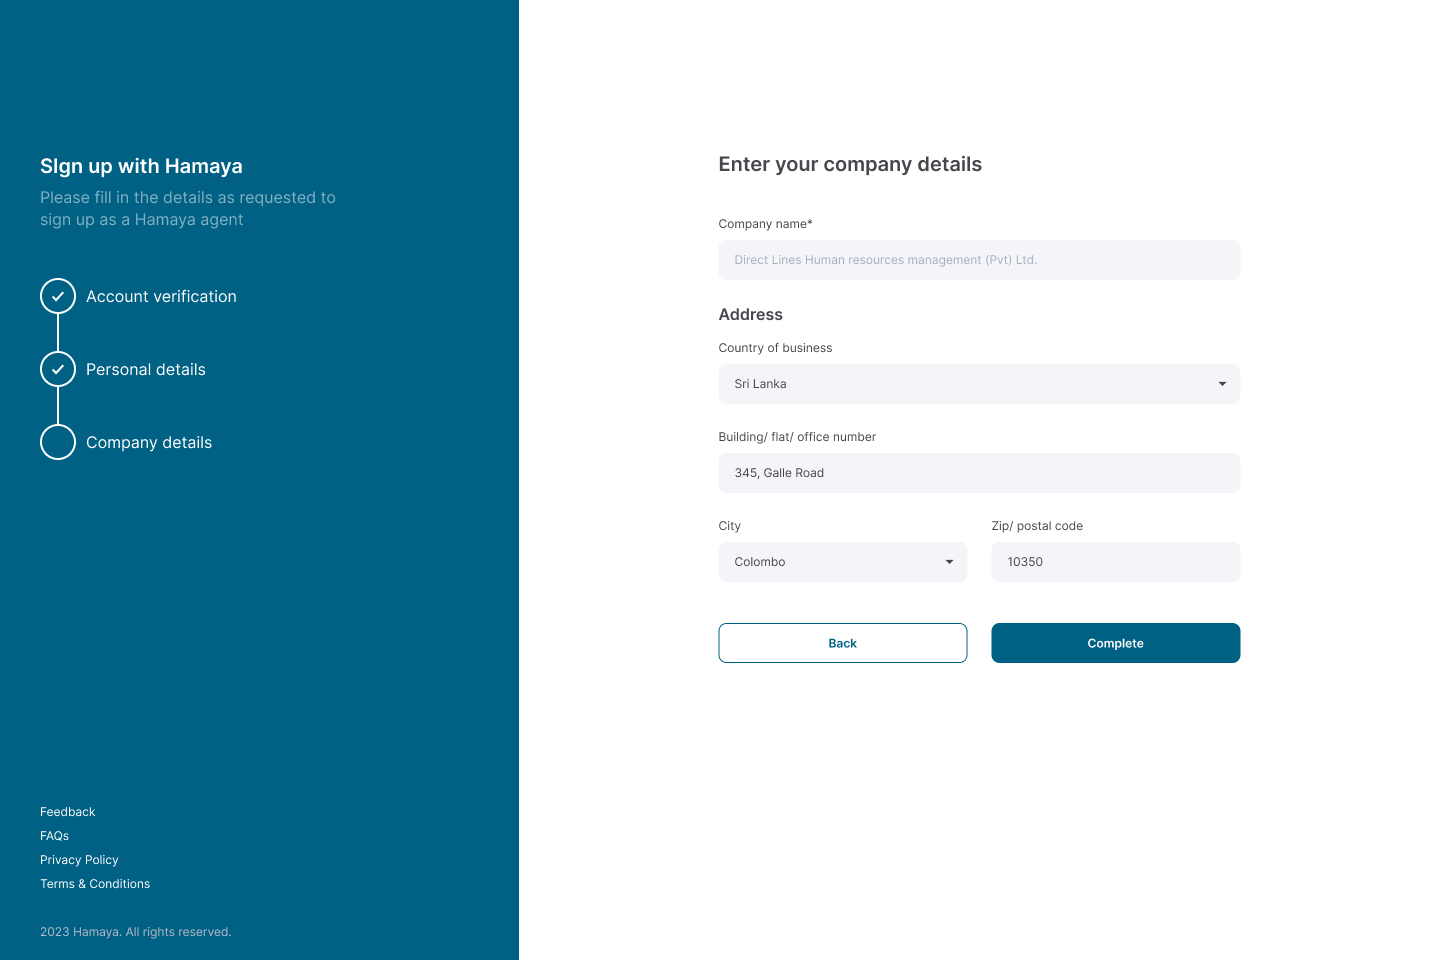 SIgn up with Hamaya
Please fill in the details as requested to
sign up as a Hamaya agent
Account verification
Personal details
Company details
Feedback
FAQs
Privacy Policy
Terms & Conditions
2023 Hamaya. All rights reserved.
Enter your company details
Company name*
Direct Lines Human resources management (Pvt) Ltd.
Address
Country of business
Sri Lanka
Building/ flat/ office number
345, Galle Road
City
Zip/ postal code
Colombo
10350
Back
Complete